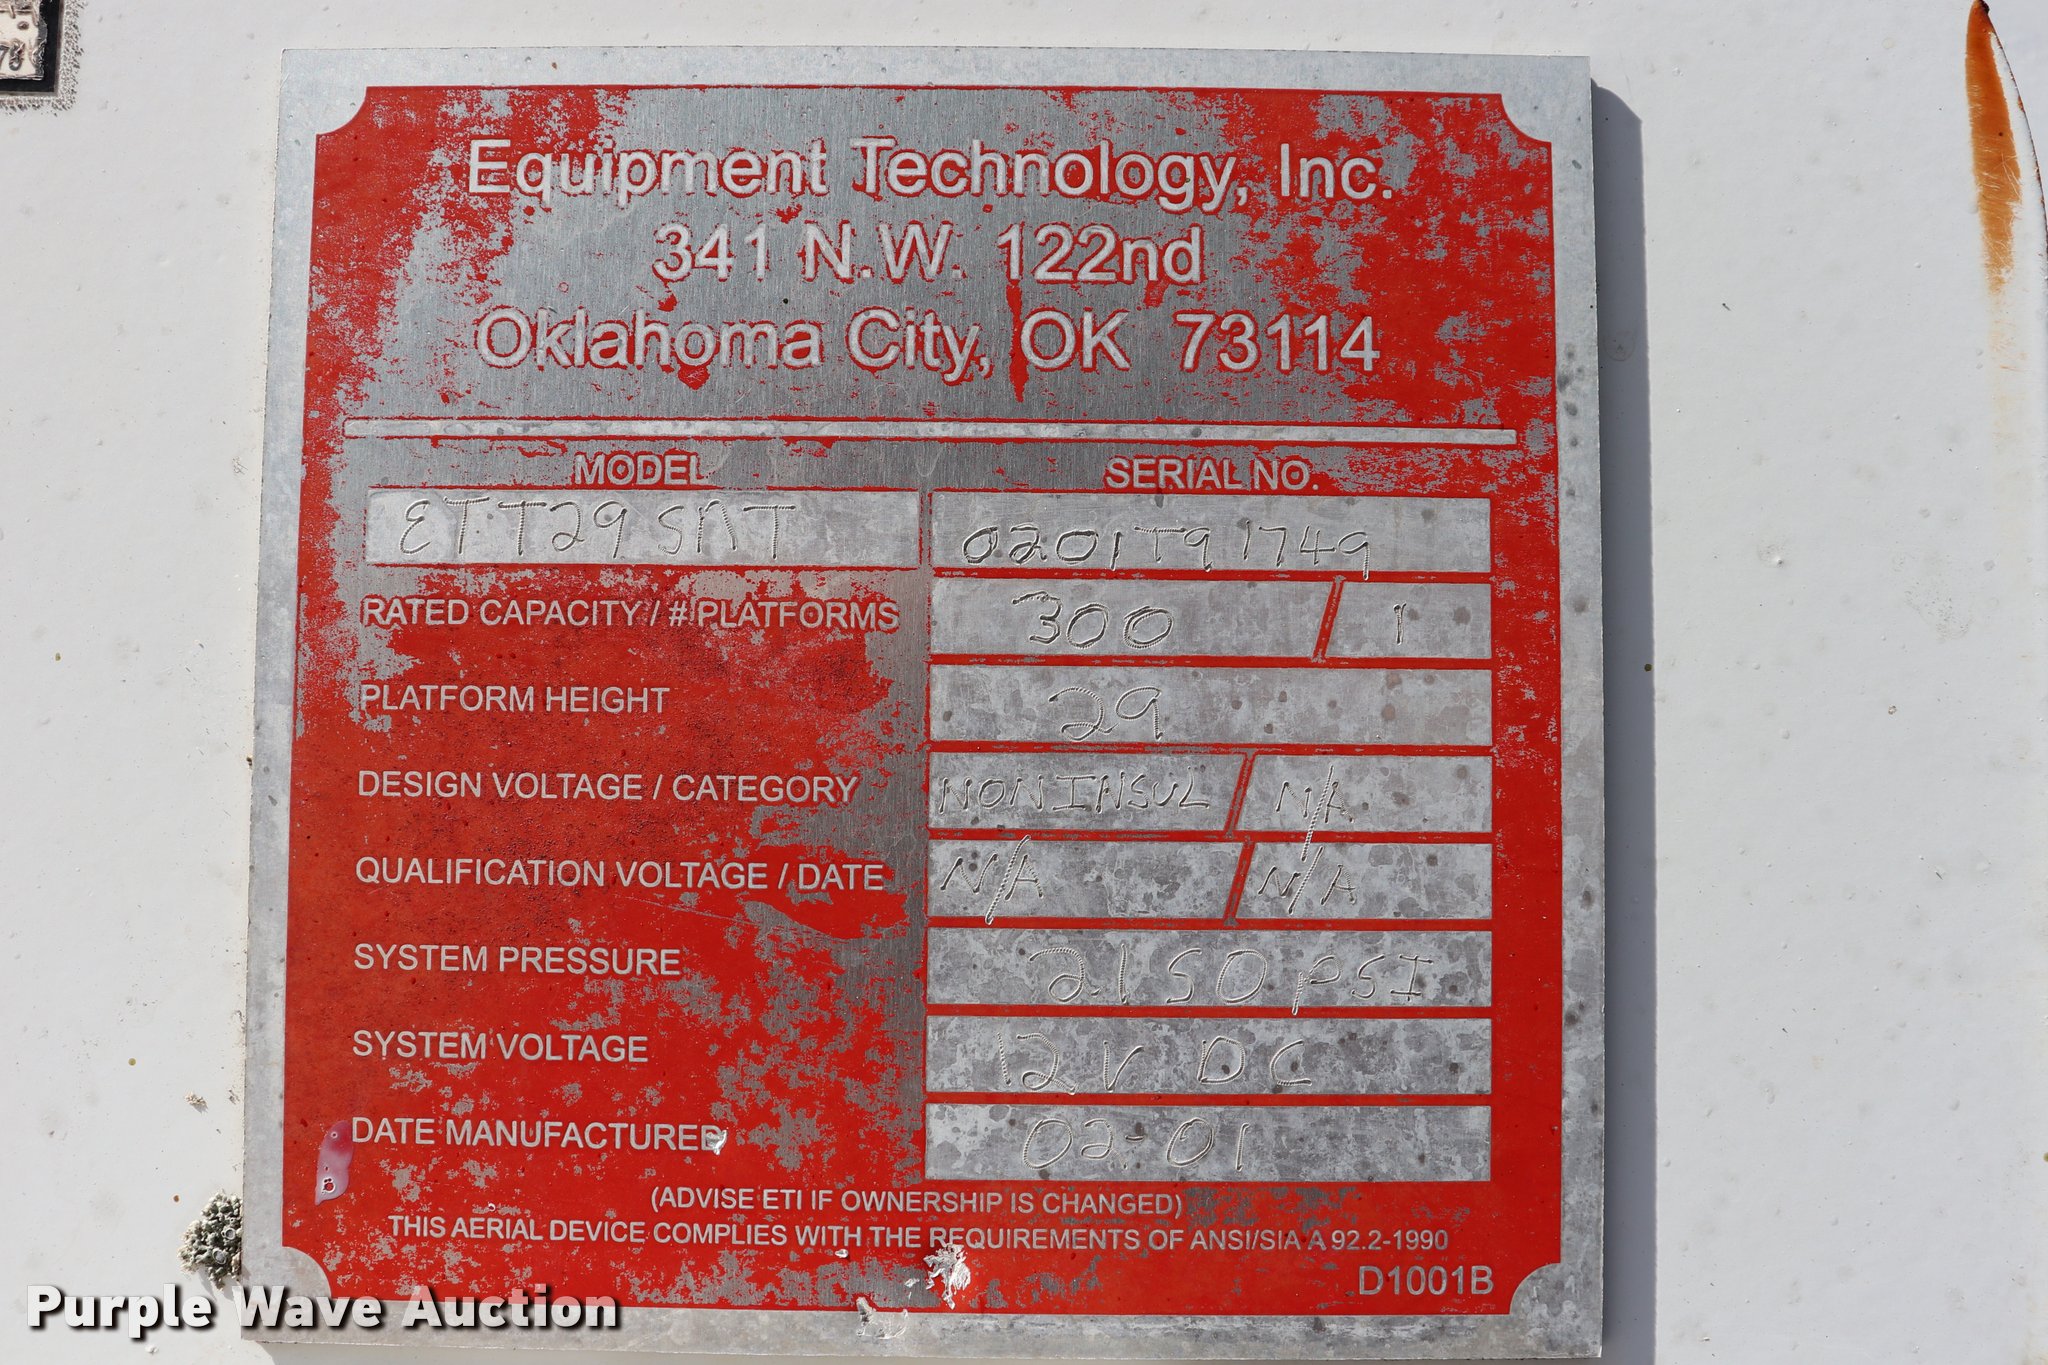 Equipment Technology, Inc.
341 N.W. 122nd
Oklahoma City, OK 73114
MODEL SERIAL NO.
ETT29SNT 0201T91749
RATED CAPACITY / # PLATFORMS 300 / 1
PLATFORM HEIGHT 29
DESIGN VOLTAGE / CATEGORY NONINSUL / N/A
QUALIFICATION VOLTAGE / DATE N/A / N/A
SYSTEM PRESSURE 2150 PSI
SYSTEM VOLTAGE 12V DC
DATE MANUFACTURED 02-01
(ADVISE ETI IF OWNERSHIP IS CHANGED)
THIS AERIAL DEVICE COMPLIES WITH THE REQUIREMENTS OF ANSI/SIA A 92.2-1990
D1001B
Purple Wave Auction